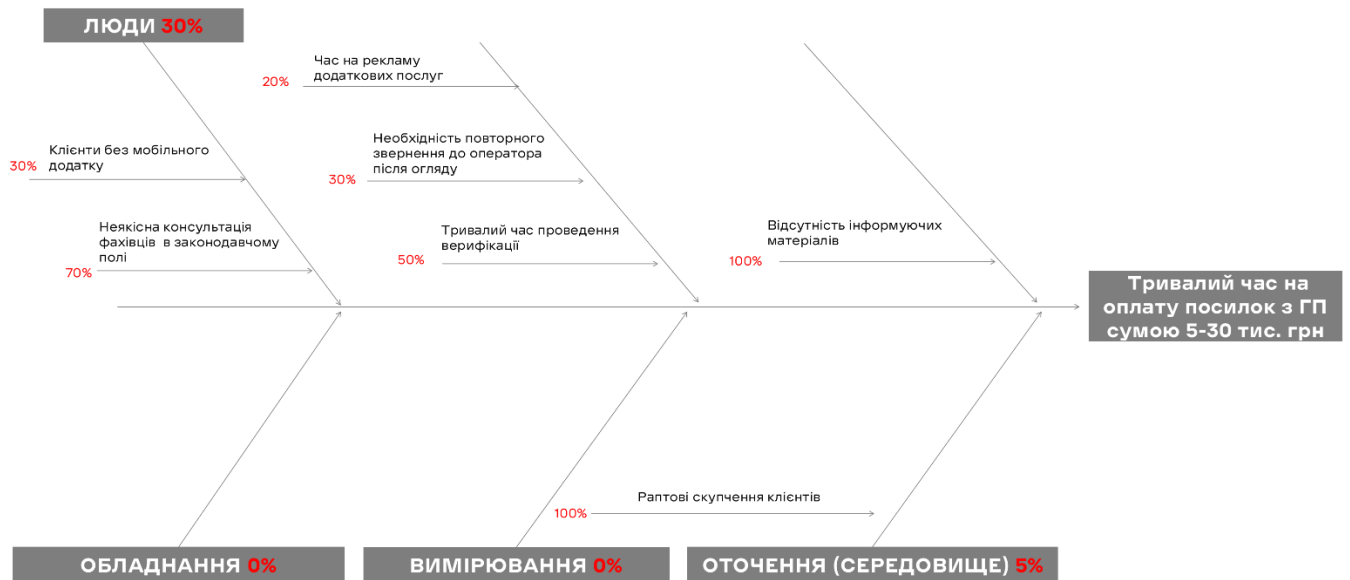 ЛЮДИ 30%
Час на рекламу
додаткових послуг
20%
Необхідність повторного
звернення до оператора
після огляду
30%
Клієнти без мобільного
додатку
30%
Неякісна консультація
фахівців в законодавчому
полі
70%
Тривалий час проведення
верифікації
50%
Відсутність інформуючих
матеріалів
100%
Тривалий час на
оплату посилок з ГП
сумою 5-30 тис. грн
Раптові скупчення клієнтів
100%
ОБЛАДНАННЯ 0%
ВИМІРЮВАННЯ 0%
ОТОЧЕННЯ (СЕРЕДОВИЩЕ) 5%